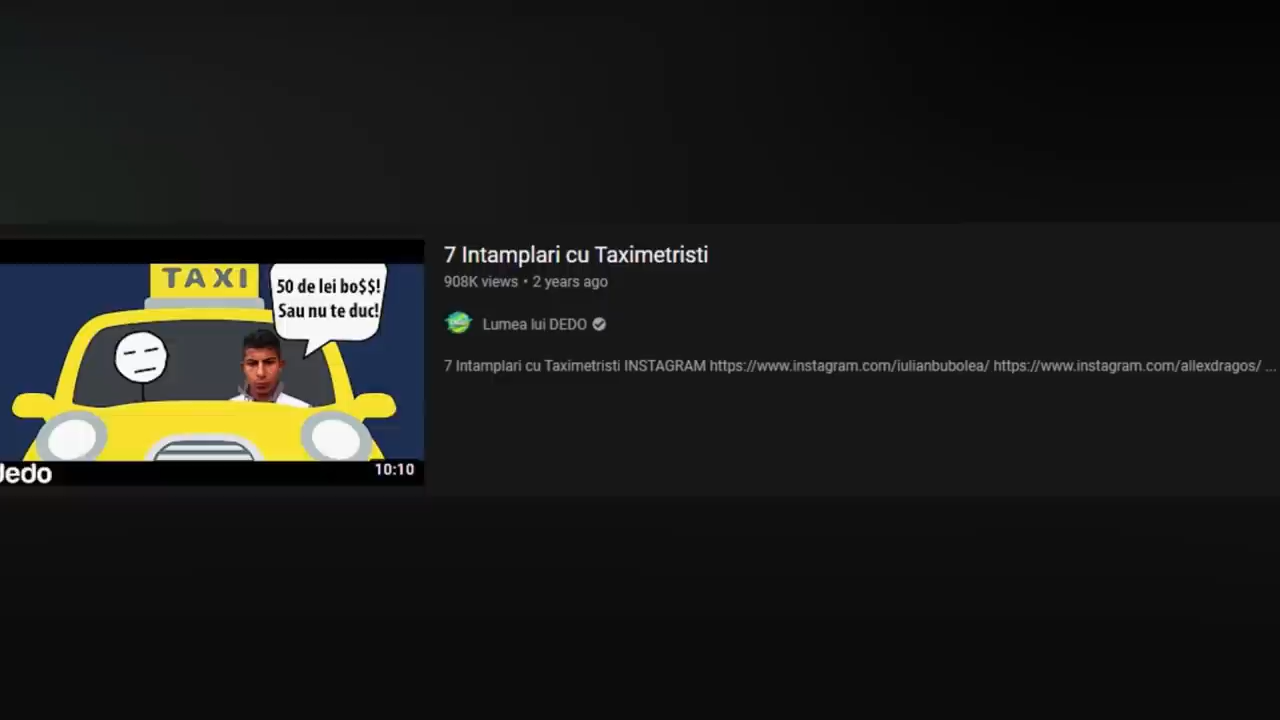 TAXI
50 de lei bo$$!
Sau nu te duc!
Jedo
10:10
7 Intamplari cu Taximetristi
908K views • 2 years ago
Lumea lui DEDO
7 Intamplari cu Taximetristi INSTAGRAM https://www.instagram.com/iulianbubolea/ https://www.instagram.com/allexdragos/ ...